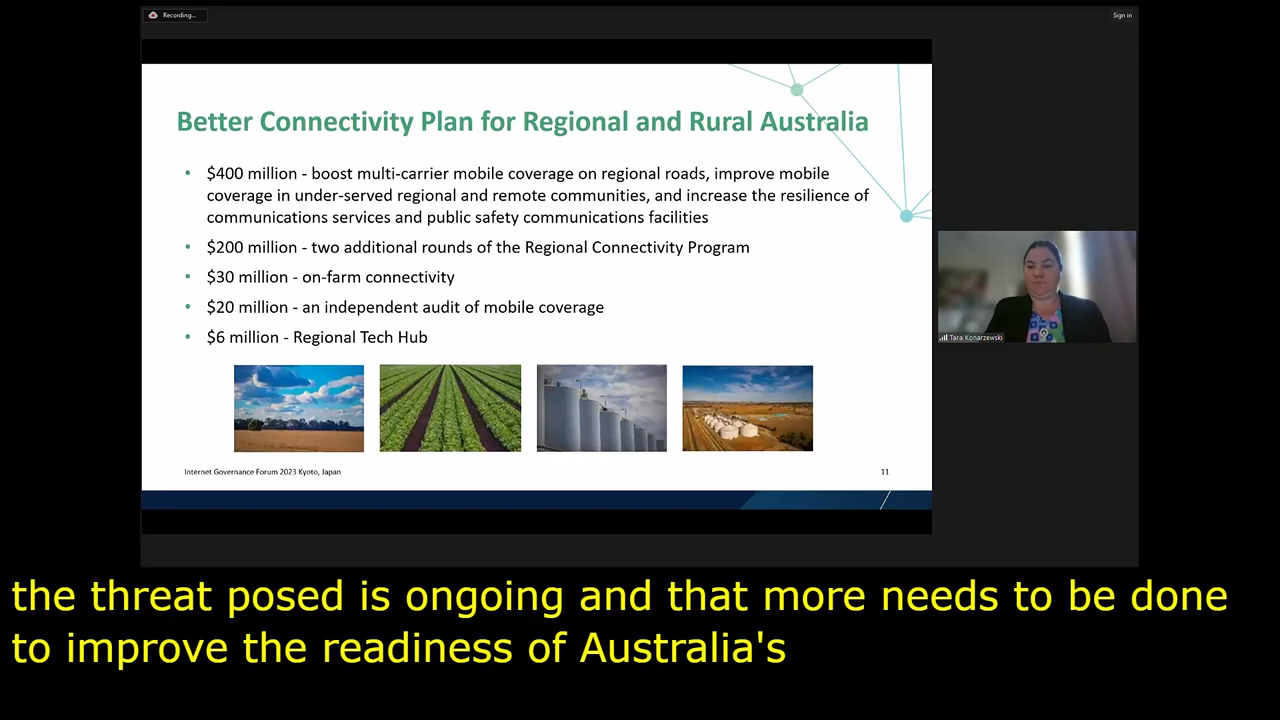 Recording...
Sign in
Better Connectivity Plan for Regional and Rural Australia
• $400 million - boost multi-carrier mobile coverage on regional roads, improve mobile
coverage in under-served regional and remote communities, and increase the resilience of
communications services and public safety communications facilities
• $200 million - two additional rounds of the Regional Connectivity Program
• $30 million - on-farm connectivity
• $20 million - an independent audit of mobile coverage
• $6 million - Regional Tech Hub
Tara Konarzewski
Internet Governance Forum 2023 Kyoto, Japan
11
the threat posed is ongoing and that more needs to be done
to improve the readiness of Australia's